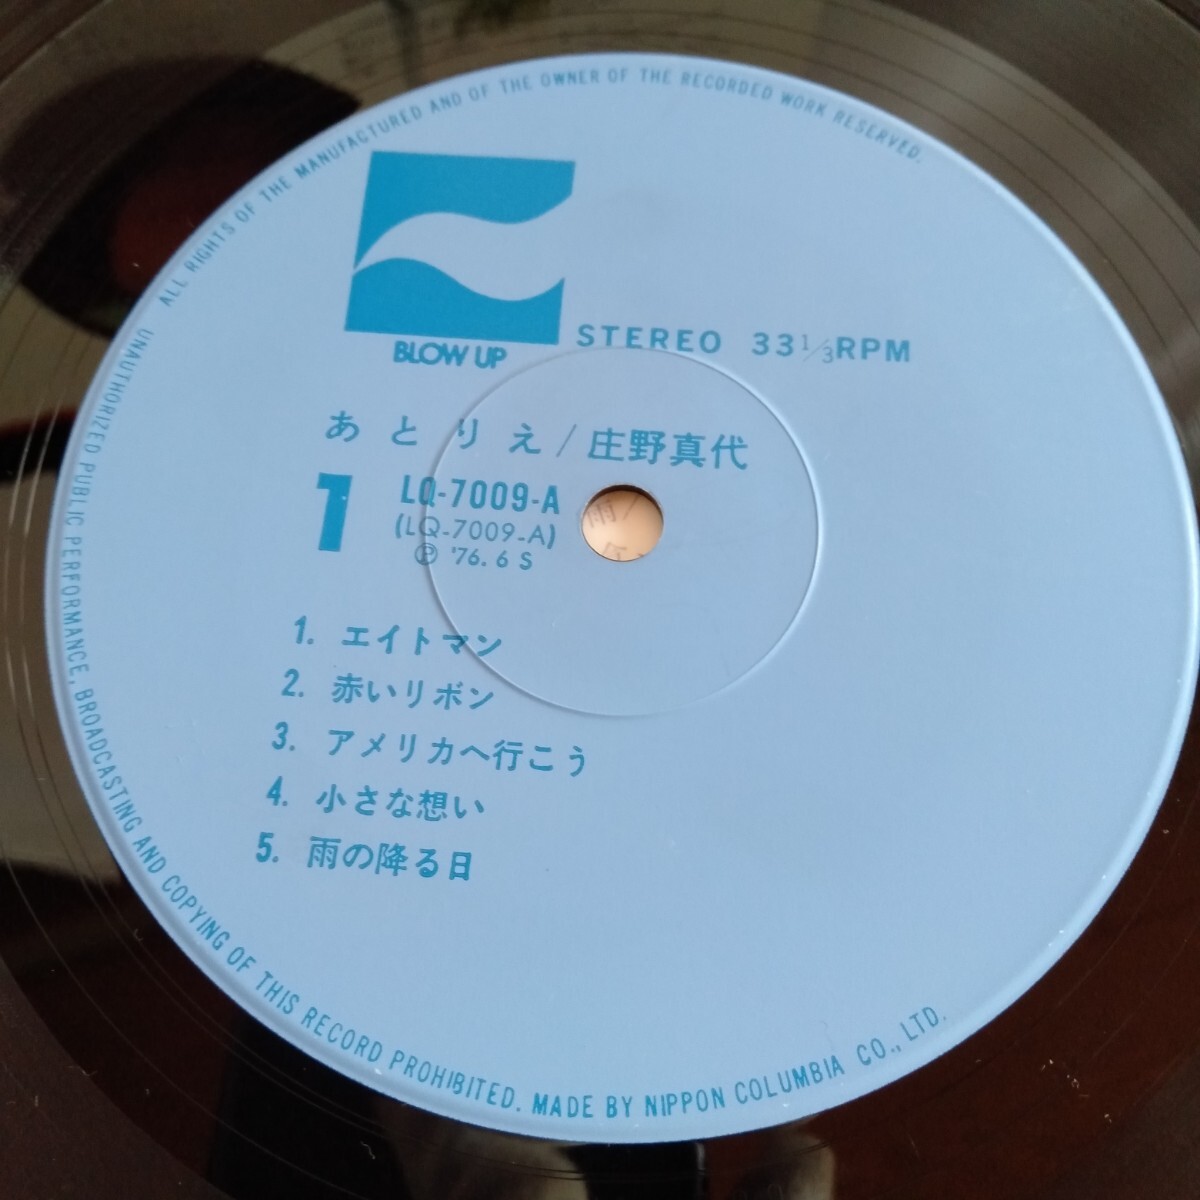 ALL RIGHTS OF THE MANUFACTURED AND OF THE OWNER OF THE RECORDED WORK RESERVED.
BLOW UP
STEREO 33 1/3 RPM
あとりえ/庄野真代
1
LQ-7009-A
(LQ-7009-A)
Ⓟ '76.6 S
雨/
1. エイトマン
2. 赤いリボン
3. アメリカへ行こう
4. 小さな想い
5. 雨の降る日
UNAUTHORIZED PUBLIC PERFORMANCE, BROADCASTING AND COPYING OF THIS RECORD PROHIBITED. MADE BY NIPPON COLUMBIA CO., LTD.